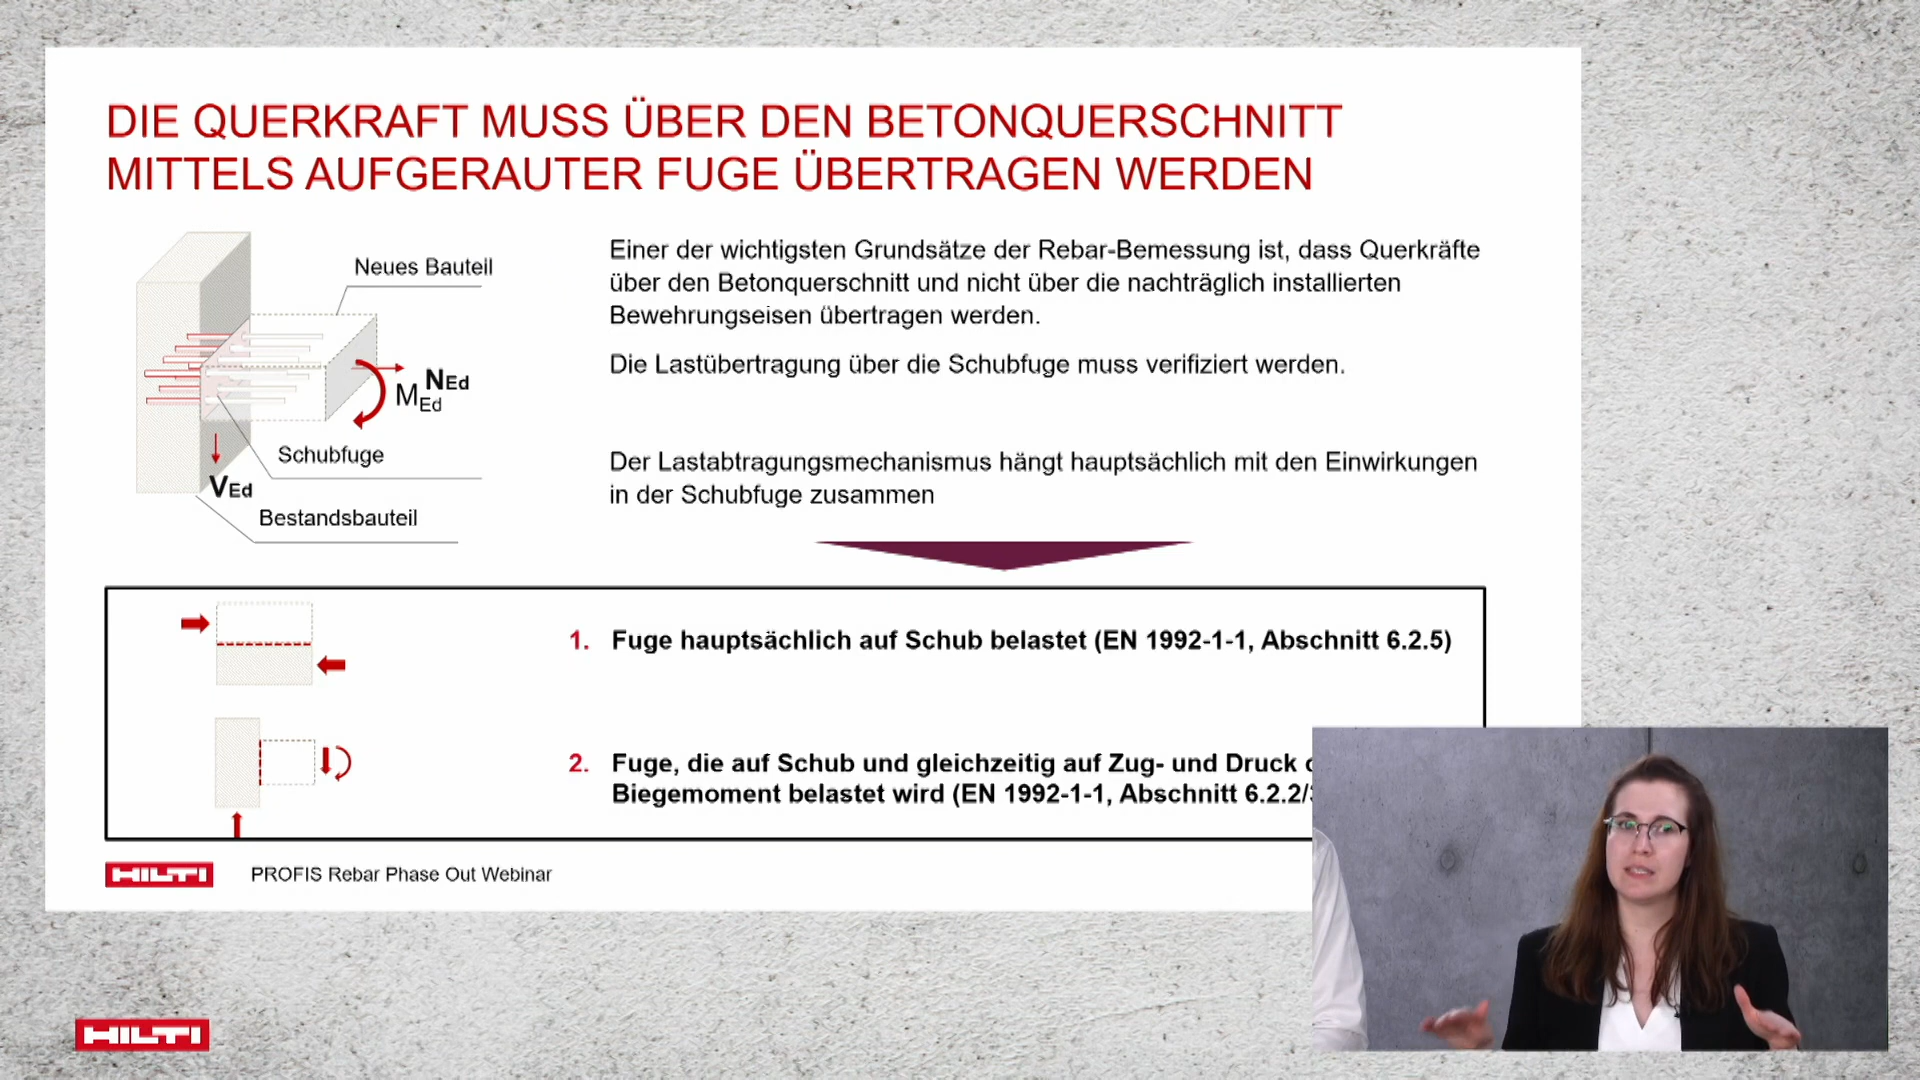 DIE QUERKRAFT MUSS ÜBER DEN BETONQUERSCHNITT
MITTELS AUFGERAUTER FUGE ÜBERTRAGEN WERDEN
Neues Bauteil
NEd
MEd
Schubfuge
VEd
Bestandsbauteil
Einer der wichtigsten Grundsätze der Rebar-Bemessung ist, dass Querkräfte
über den Betonquerschnitt und nicht über die nachträglich installierten
Bewehrungseisen übertragen werden.
Die Lastübertragung über die Schubfuge muss verifiziert werden.
Der Lastabtragungsmechanismus hängt hauptsächlich mit den Einwirkungen
in der Schubfuge zusammen
1. Fuge hauptsächlich auf Schub belastet (EN 1992-1-1, Abschnitt 6.2.5)
2. Fuge, die auf Schub und gleichzeitig auf Zug- und Druck
Biegemoment belastet wird (EN 1992-1-1, Abschnitt 6.2.2/
HILTI PROFIS Rebar Phase Out Webinar
HILTI